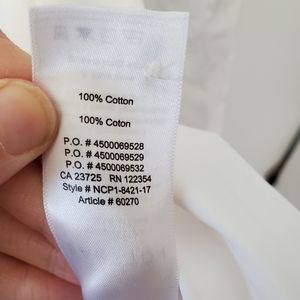 100% Cotton
100% Coton
P.O. # 4500069528
P.O. # 4500069529
P.O. # 4500069532
CA 23725 RN 122354
Style # NCP1-8421-17
Article # 60270